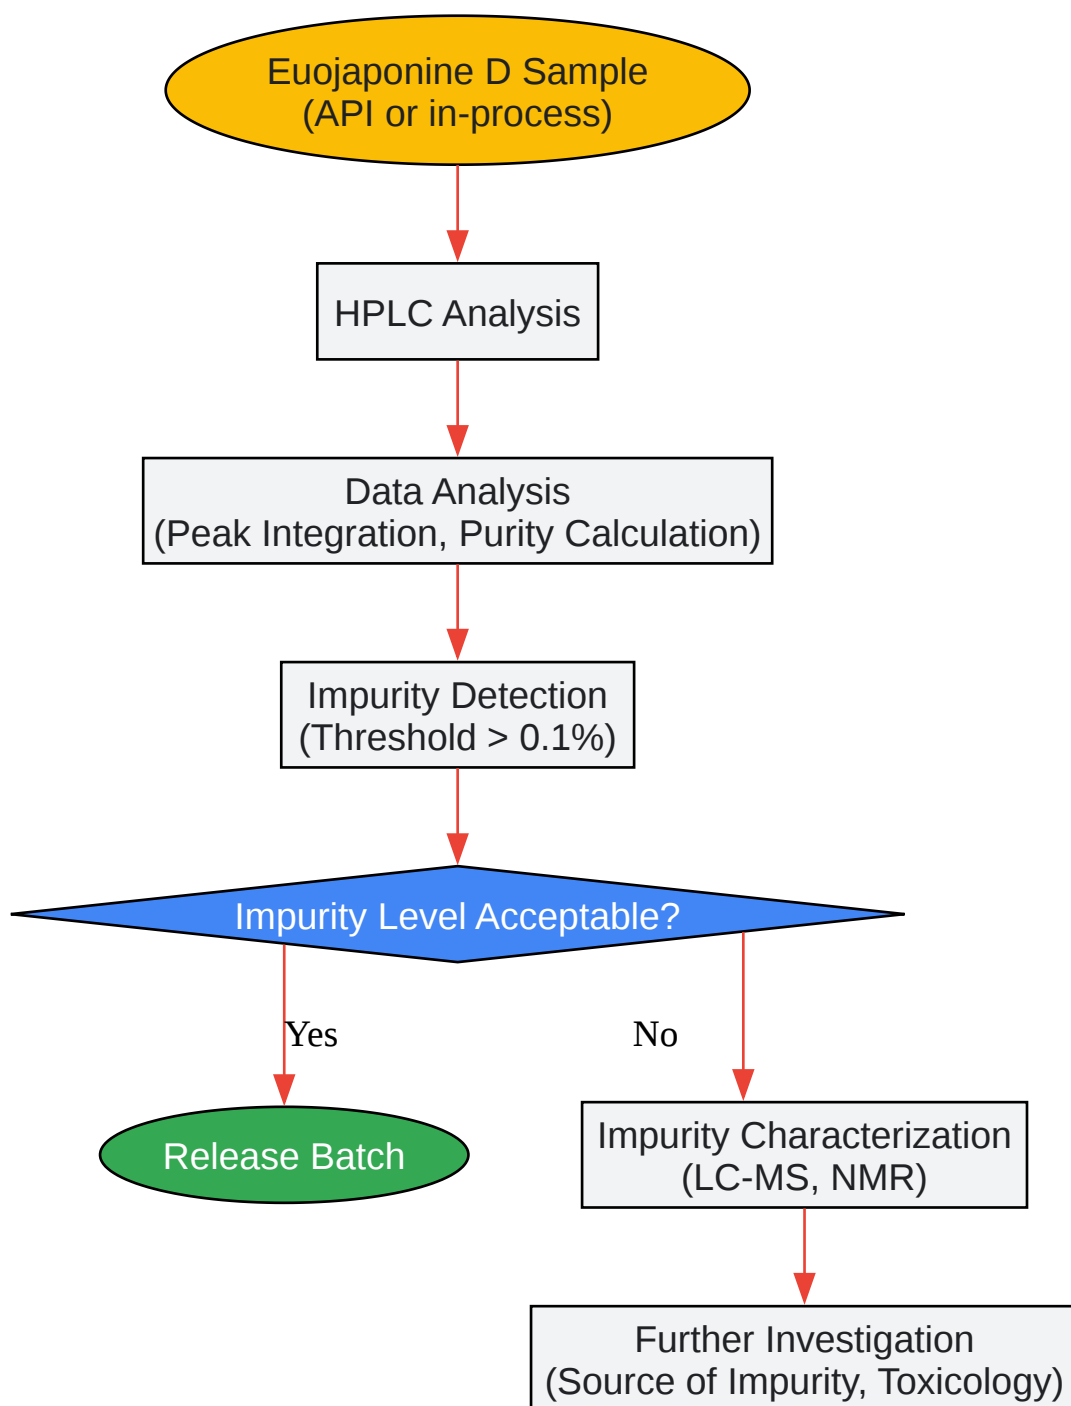 Euojaponine D Sample
(API or in-process)
HPLC Analysis
Data Analysis
(Peak Integration, Purity Calculation)
Impurity Detection
(Threshold > 0.1%)
Impurity Level Acceptable?
Yes
No
Release Batch
Impurity Characterization
(LC-MS, NMR)
Further Investigation
(Source of Impurity, Toxicology)